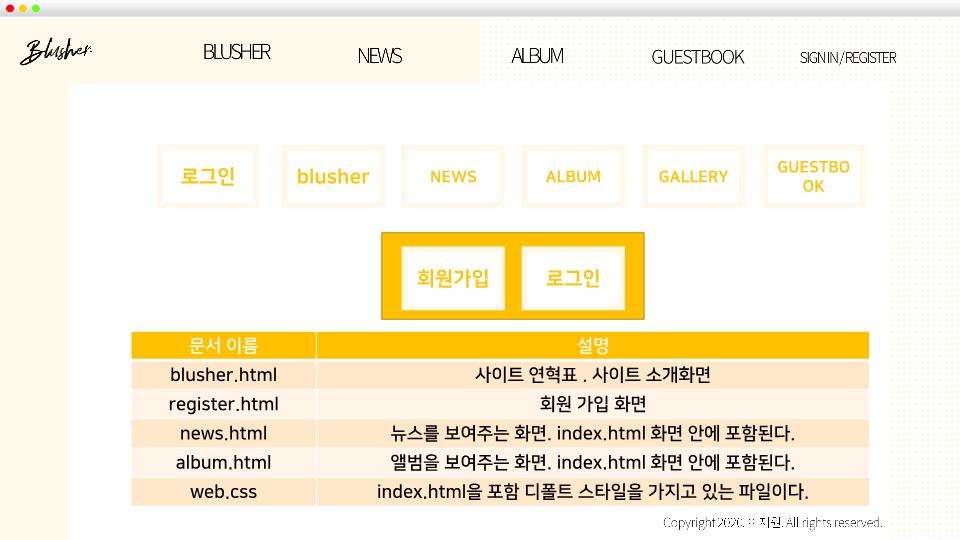 Blusher
BLUSHER
NEWS
ALBUM
GUESTBOOK
SIGN IN / REGISTER
로그인
blusher
NEWS
ALBUM
GALLERY
GUESTBO
OK
회원가입
로그인
문서 이름 설명
blusher.html 사이트 연혁표 . 사이트 소개화면
register.html 회원 가입 화면
news.html 뉴스를 보여주는 화면. index.html 화면 안에 포함된다.
album.html 앨범을 보여주는 화면. index.html 화면 안에 포함된다.
web.css index.html을 포함 디폴트 스타일을 가지고 있는 파일이다.
Copyright 2020. All rights reserved.